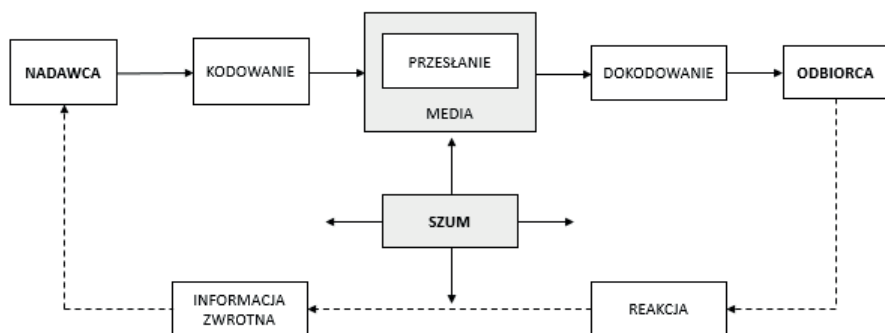 NADAWCA
KODOWANIE
PRZESŁANIE
MEDIA
DOKODOWANIE
ODBIORCA
SZUM
INFORMACJA
ZWROTNA
REAKCJA